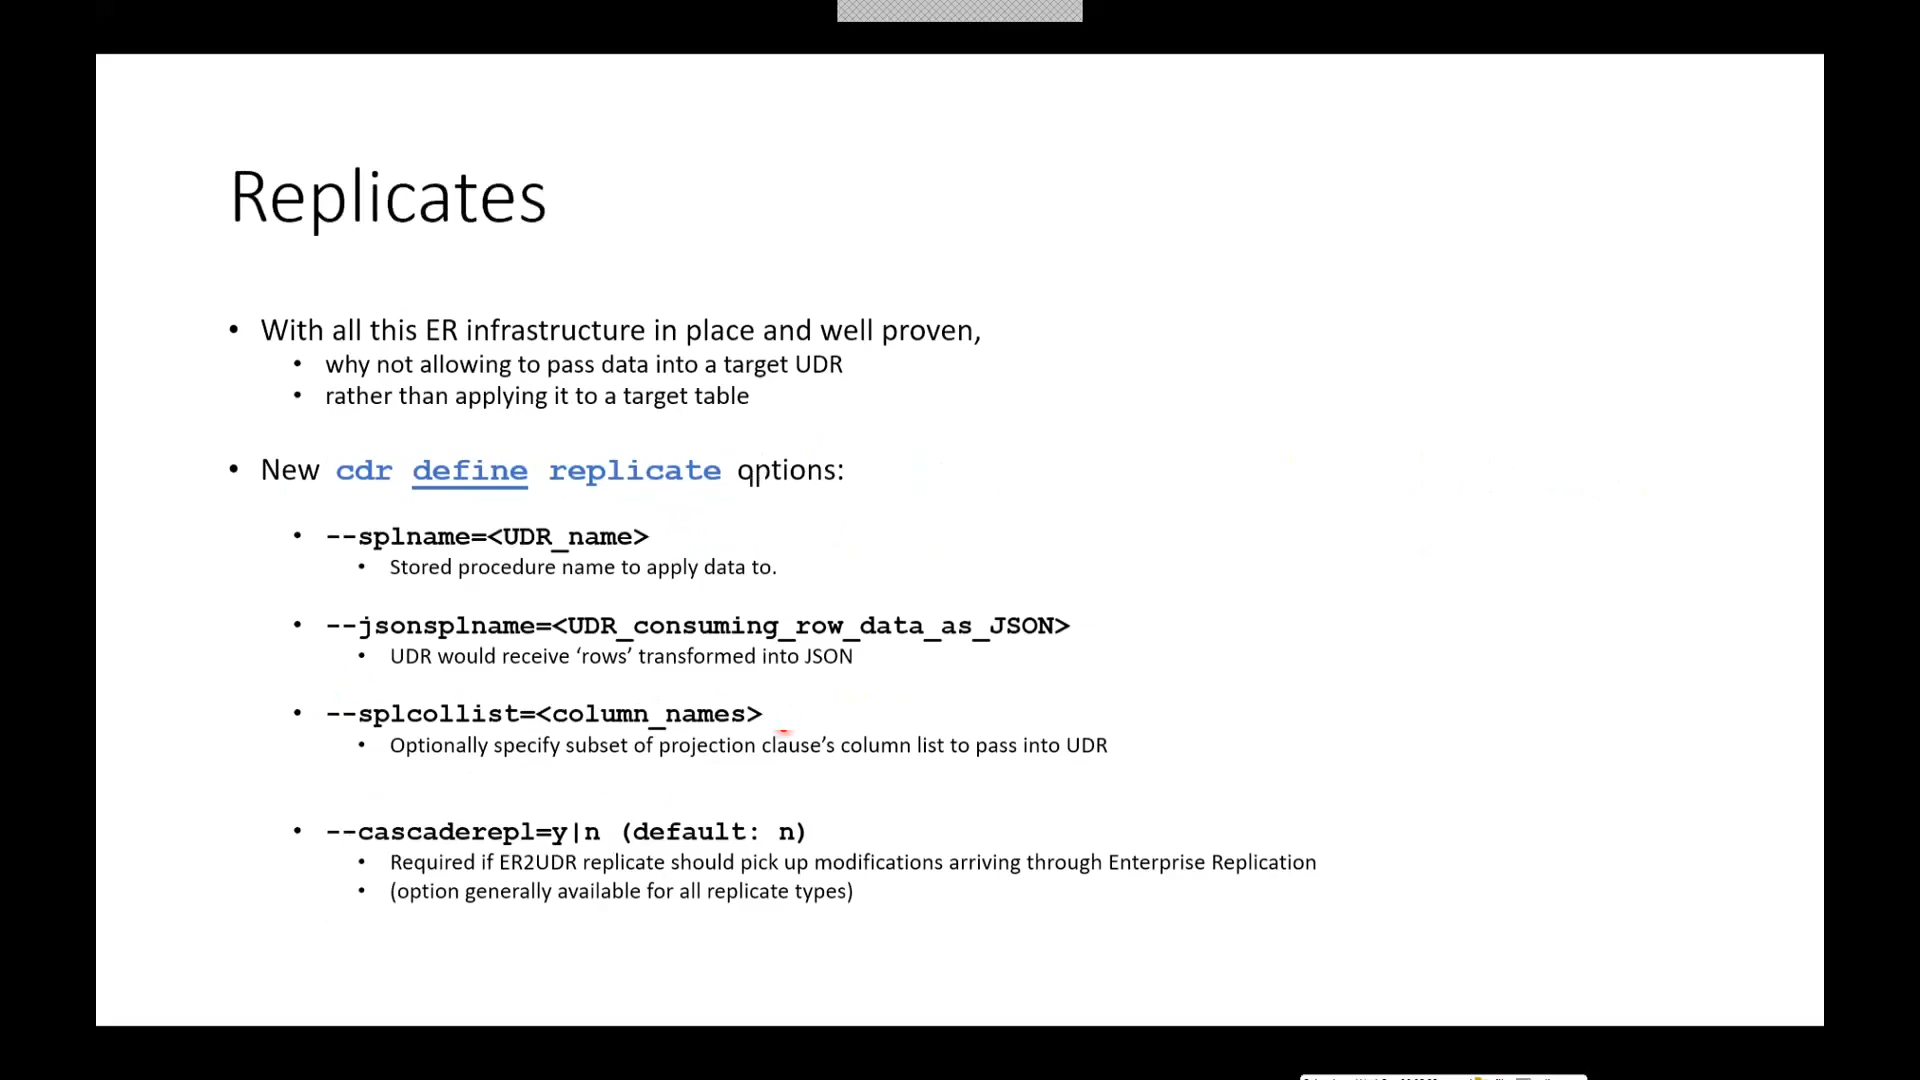 Replicates
• With all this ER infrastructure in place and well proven,
• why not allowing to pass data into a target UDR
• rather than applying it to a target table
• New cdr define replicate options:
• --splname=<UDR_name>
• Stored procedure name to apply data to.
• --jsonsplname=<UDR_consuming_row_data_as_JSON>
• UDR would receive ‘rows’ transformed into JSON
• --splcollist=<column_names>
• Optionally specify subset of projection clause’s column list to pass into UDR
• --cascaderepl=y|n (default: n)
• Required if ER2UDR replicate should pick up modifications arriving through Enterprise Replication
• (option generally available for all replicate types)